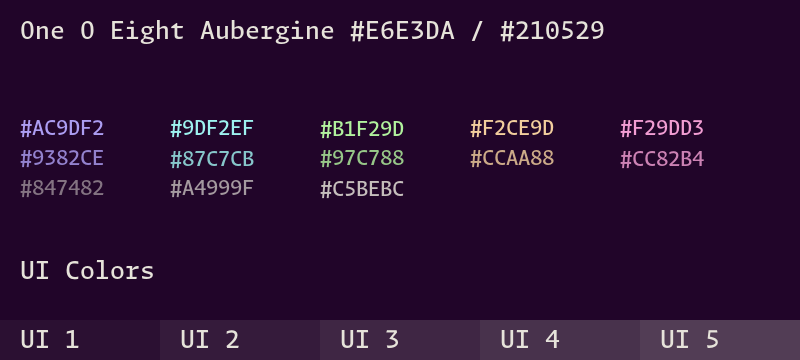 One O Eight Aubergine #E6E3DA / #210529
#AC9DF2 #9DF2EF #B1F29D #F2CE9D #F29DD3
#9382CE #87C7CB #97C788 #CCAA88 #CC82B4
#847482 #A4999F #C5BEBC
UI Colors
UI 1 UI 2 UI 3 UI 4 UI 5